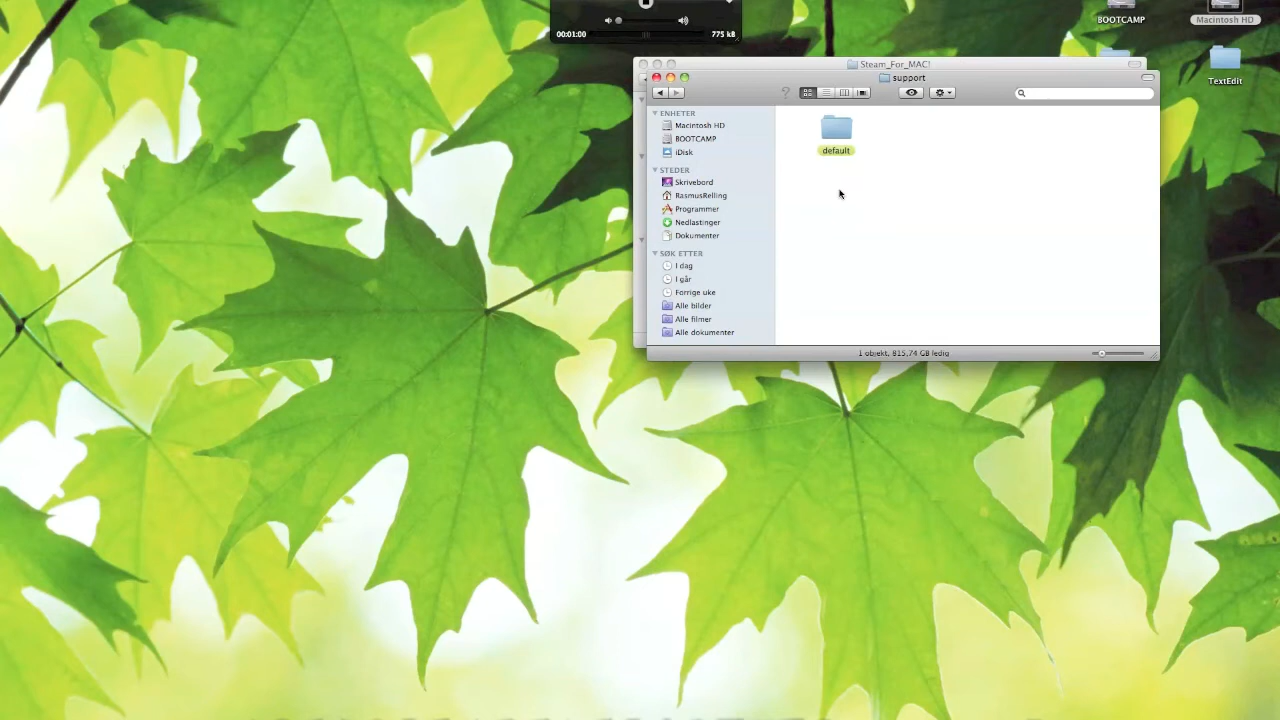 00:01:00
775 kB
BOOTCAMP
Macintosh HD
TextEdit
Steam_For_MAC!
support
ENHETER
Macintosh HD
BOOTCAMP
iDisk
STEDER
Skrivebord
RasmusRelling
Programmer
Nedlastinger
Dokumenter
SØK ETTER
I dag
I går
Forrige uke
Alle bilder
Alle filmer
Alle dokumenter
default
1 objekt, 815,74 GB ledig